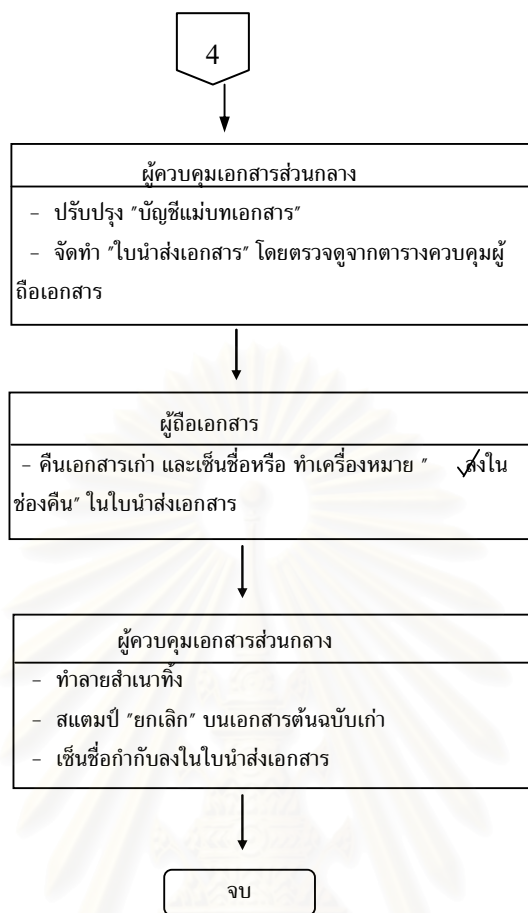 4
ผู้ควบคุมเอกสารส่วนกลาง
- ปรับปรุง "บัญชีแม่บทเอกสาร"
- จัดทำ "ใบนำส่งเอกสาร" โดยตรวจดูจากตารางควบคุมผู้
ถือเอกสาร
ผู้ถือเอกสาร
- คืนเอกสารเก่า และเซ็นชื่อหรือ ทำเครื่องหมาย " ✓ลงใน
ช่องคืน" ในใบนำส่งเอกสาร
ผู้ควบคุมเอกสารส่วนกลาง
- ทำลายสำเนาทิ้ง
- สแตมป์ "ยกเลิก" บนเอกสารต้นฉบับเก่า
- เซ็นชื่อกำกับลงในใบนำส่งเอกสาร
จบ